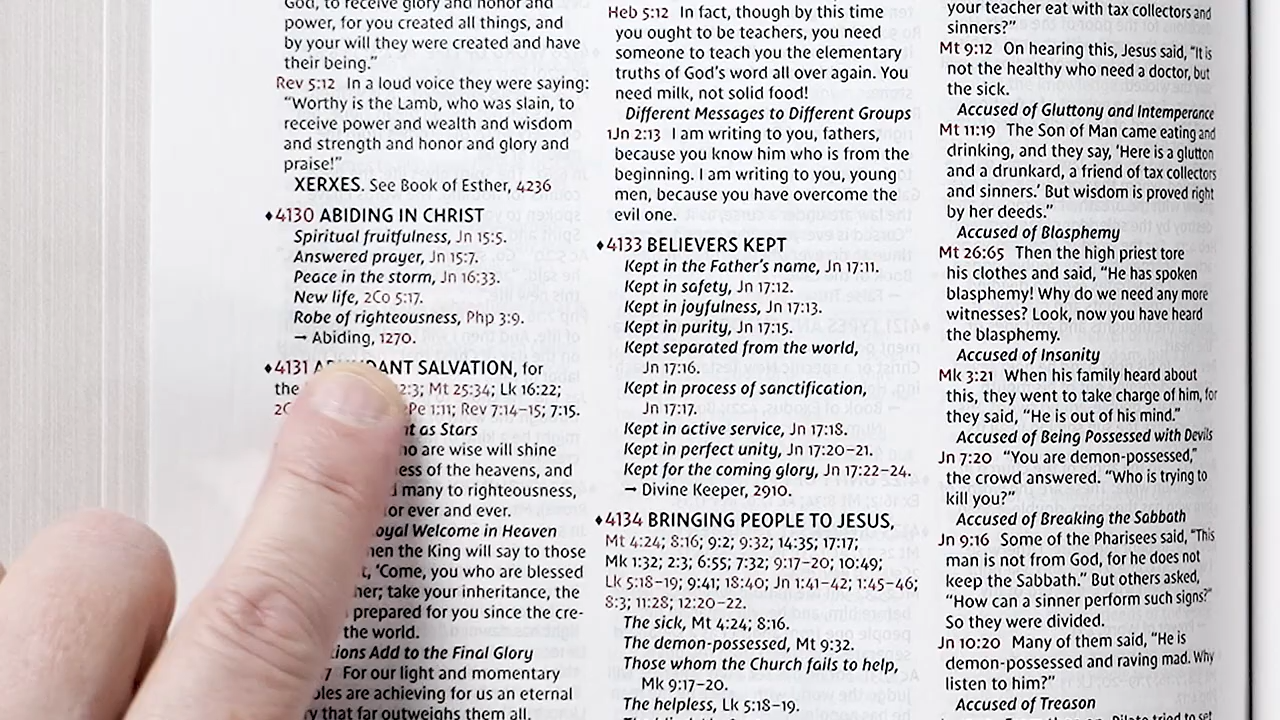 God, to receive glory and honor and
power, for you created all things, and
by your will they were created and have
their being.”
Rev 5:12 In a loud voice they were saying:
“Worthy is the Lamb, who was slain, to
receive power and wealth and wisdom
and strength and honor and glory and
praise!”
XERXES. See Book of Esther, 4236
♦4130 ABIDING IN CHRIST
Spiritual fruitfulness, Jn 15:5.
Answered prayer, Jn 15:7.
Peace in the storm, Jn 16:33.
New life, 2Co 5:17.
Robe of righteousness, Php 3:9.
→ Abiding, 1270.
♦4131 SALVATION, for
the 2:3; Mt 25:34; Lk 16:22;
1:11; Rev 7:14–15; 7:15.
as Stars
are wise will shine
of the heavens, and
many to righteousness,
for ever and ever.
Welcome in Heaven
the King will say to those
‘Come, you who are blessed
take your inheritance, the
prepared for you since the cre-
the world.
Add to the Final Glory
For our light and momentary
are achieving for us an eternal
that far outweighs them all.
Heb 5:12 In fact, though by this time
you ought to be teachers, you need
someone to teach you the elementary
truths of God’s word all over again. You
need milk, not solid food!
Different Messages to Different Groups
1Jn 2:13 I am writing to you, fathers,
because you know him who is from the
beginning. I am writing to you, young
men, because you have overcome the
evil one.
♦4133 BELIEVERS KEPT
Kept in the Father’s name, Jn 17:11.
Kept in safety, Jn 17:12.
Kept in joyfulness, Jn 17:13.
Kept in purity, Jn 17:15.
Kept separated from the world,
Jn 17:16.
Kept in process of sanctification,
Jn 17:17.
Kept in active service, Jn 17:18.
Kept in perfect unity, Jn 17:20–21.
Kept for the coming glory, Jn 17:22–24.
→ Divine Keeper, 2910.
♦4134 BRINGING PEOPLE TO JESUS,
Mt 4:24; 8:16; 9:2; 9:32; 14:35; 17:17;
Mk 1:32; 2:3; 6:55; 7:32; 9:17–20; 10:49;
Lk 5:18–19; 9:41; 18:40; Jn 1:41–42; 1:45–46;
8:3; 11:28; 12:20–22.
The sick, Mt 4:24; 8:16.
The demon-possessed, Mt 9:32.
Those whom the Church fails to help,
Mk 9:17–20.
The helpless, Lk 5:18–19.
your teacher eat with tax collectors and
sinners?”
Mt 9:12 On hearing this, Jesus said, “It is
not the healthy who need a doctor, but
the sick.
Accused of Gluttony and Intemperance
Mt 11:19 The Son of Man came eating and
drinking, and they say, ‘Here is a glutton
and a drunkard, a friend of tax collectors
and sinners.’ But wisdom is proved right
by her deeds.”
Accused of Blasphemy
Mt 26:65 Then the high priest tore
his clothes and said, “He has spoken
blasphemy! Why do we need any more
witnesses? Look, now you have heard
the blasphemy.
Accused of Insanity
Mk 3:21 When his family heard about
this, they went to take charge of him, for
they said, “He is out of his mind.”
Accused of Being Possessed with Devils
Jn 7:20 “You are demon-possessed,”
the crowd answered. “Who is trying to
kill you?”
Accused of Breaking the Sabbath
Jn 9:16 Some of the Pharisees said, “This
man is not from God, for he does not
keep the Sabbath.” But others asked,
“How can a sinner perform such signs?”
So they were divided.
Jn 10:20 Many of them said, “He is
demon-possessed and raving mad. Why
listen to him?”
Accused of Treason